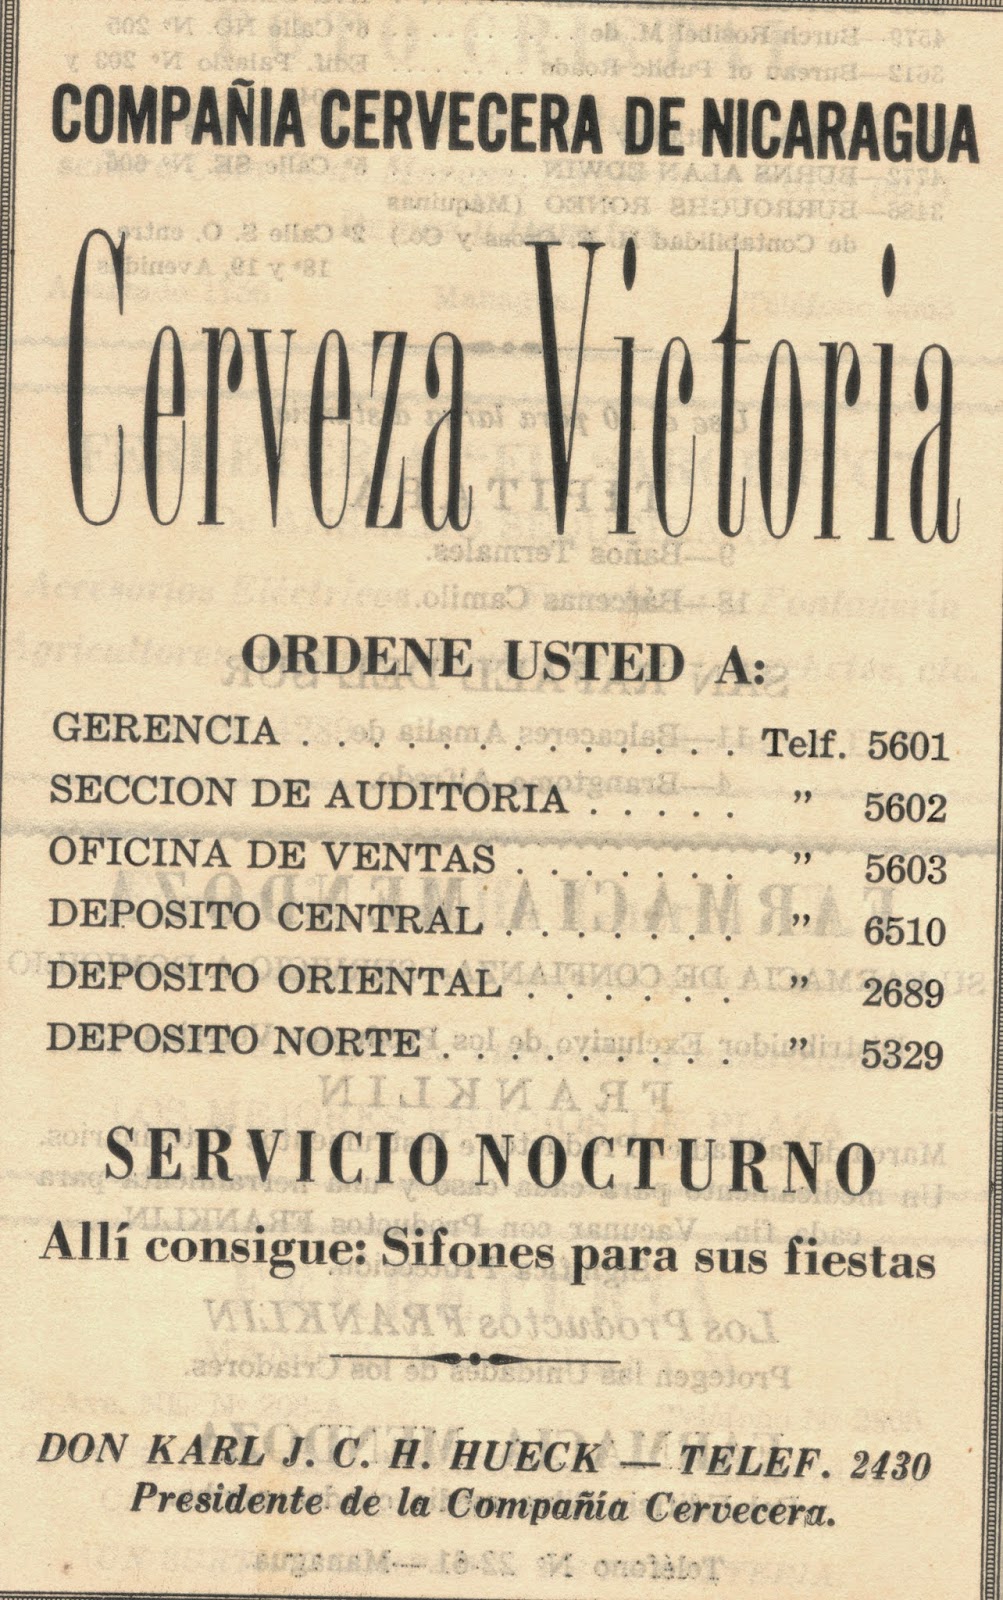 COMPAÑIA CERVECERA DE NICARAGUA
Cerveza Victoria
ORDENE USTED A:
GERENCIA . . . . . . . . . . . . Telf. 5601
SECCION DE AUDITORIA . . . . . ” 5602
OFICINA DE VENTAS . . . . . . . ” 5603
DEPOSITO CENTRAL . . . . . . . ” 6510
DEPOSITO ORIENTAL . . . . . . ” 2689
DEPOSITO NORTE . . . . . . . . . ” 5329
SERVICIO NOCTURNO
Allí consigue: Sifones para sus fiestas
DON KARL J. C. H. HUECK — TELEF. 2430
Presidente de la Compañía Cervecera.